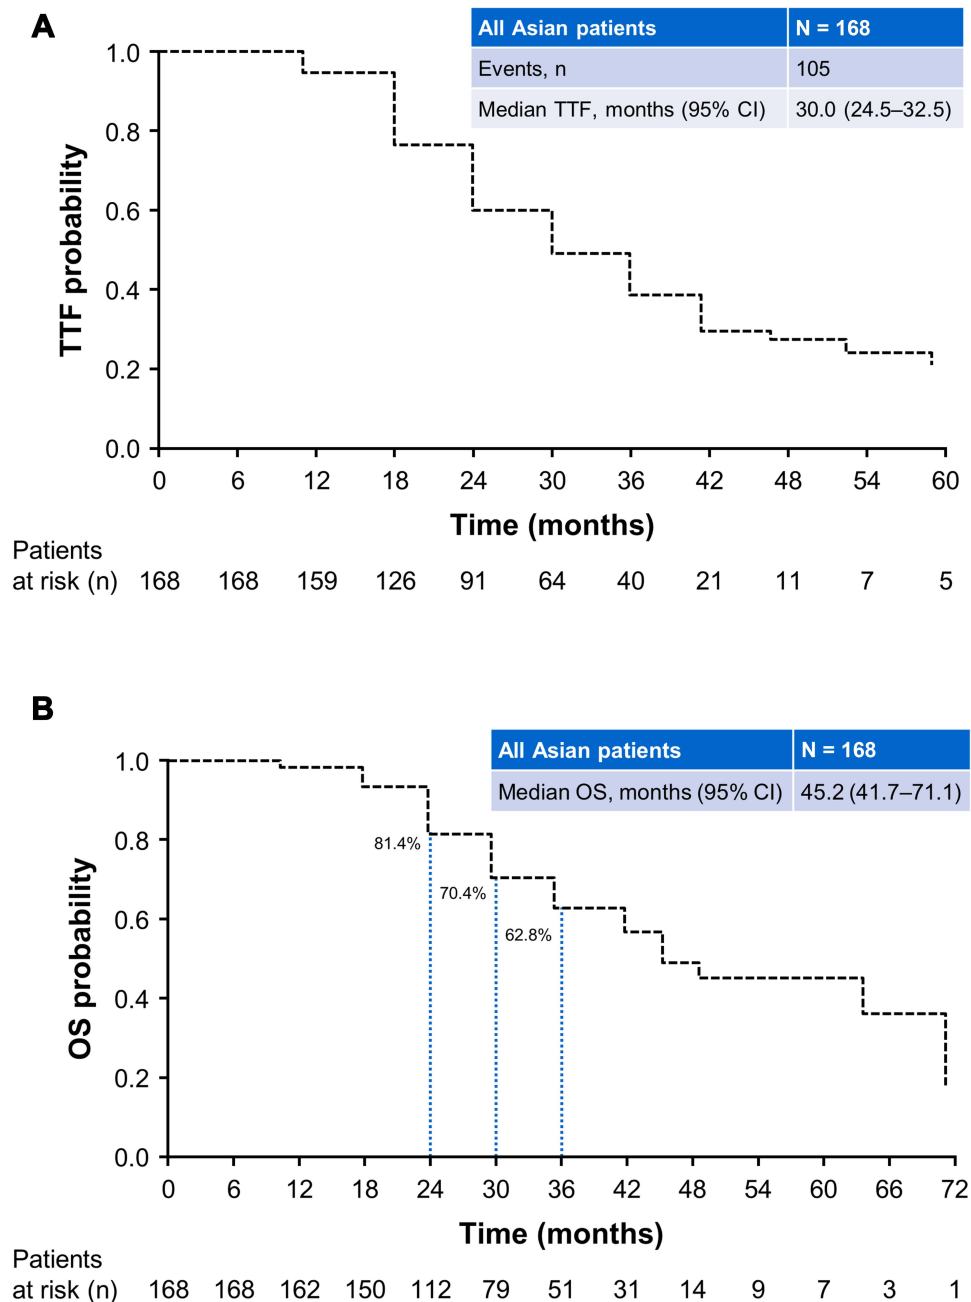 A
All Asian patients N = 168
Events, n 105
Median TTF, months (95% CI) 30.0 (24.5–32.5)
TTF probability
1.0
0.8
0.6
0.4
0.2
0.0
0 6 12 18 24 30 36 42 48 54 60
Time (months)
Patients
at risk (n) 168 168 159 126 91 64 40 21 11 7 5
B
All Asian patients N = 168
Median OS, months (95% CI) 45.2 (41.7–71.1)
OS probability
1.0
0.8
0.6
0.4
0.2
0.0
81.4%
70.4%
62.8%
0 6 12 18 24 30 36 42 48 54 60 66 72
Time (months)
Patients
at risk (n) 168 168 162 150 112 79 51 31 14 9 7 3 1